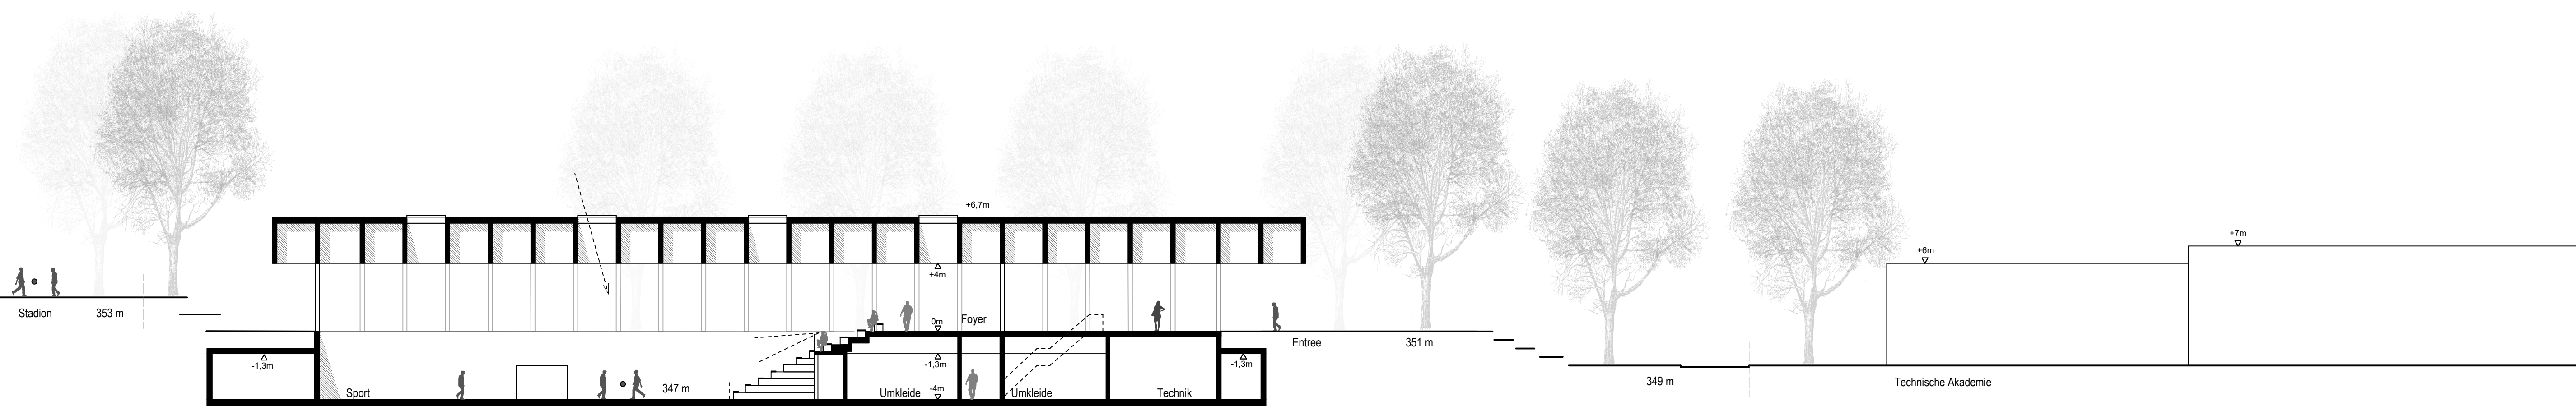 +6,7m
+7m
+6m
+4m
Stadion
353 m
0m
Foyer
Entree
351 m
-1,3m
-1,3m
-1,3m
349 m
Technische Akademie
Sport
347 m
Umkleide
-4m
Umkleide
Technik